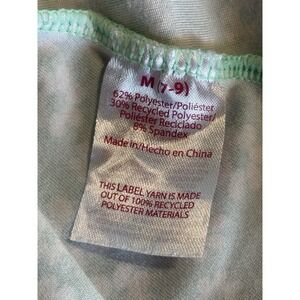 M (7-9)
62% Polyester/Poliéster
30% Recycled Polyester/
Poliéster Reciclado
8% Spandex
Made in/Hecho en China
THIS LABEL YARN IS MADE
OUT OF 100% RECYCLED
POLYESTER MATERIALS